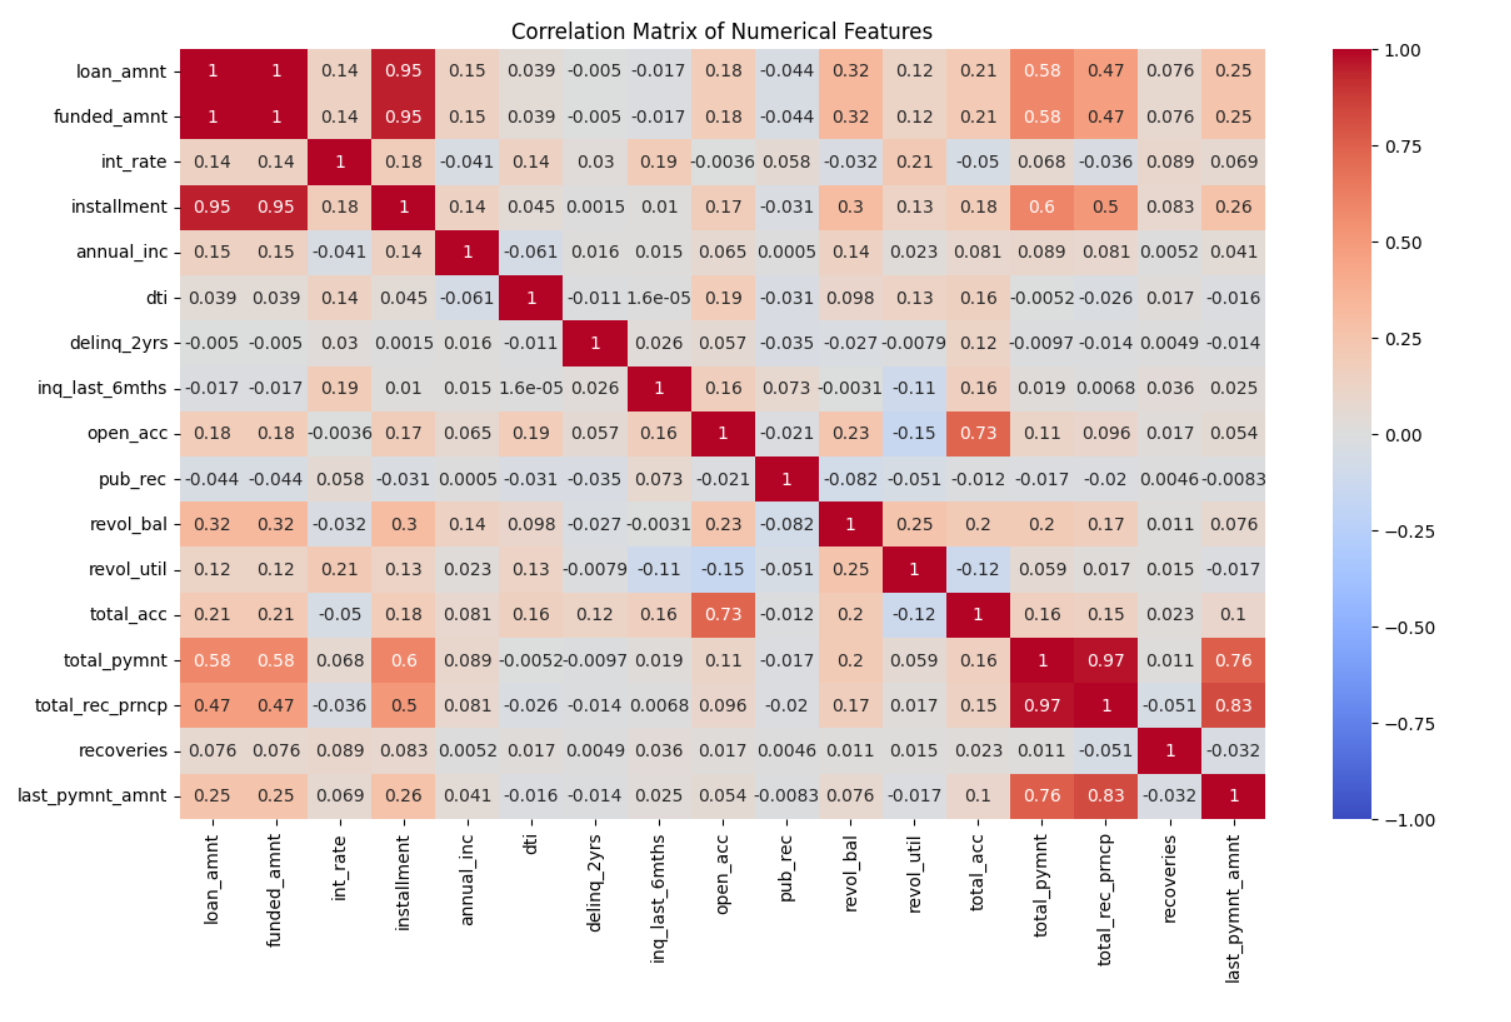 Correlation Matrix of Numerical Features
loan_amnt 1 1 0.14 0.95 0.15 0.039 -0.005 -0.017 0.18 -0.044 0.32 0.12 0.21 0.58 0.47 0.076 0.25
funded_amnt 1 1 0.14 0.95 0.15 0.039 -0.005 -0.017 0.18 -0.044 0.32 0.12 0.21 0.58 0.47 0.076 0.25
int_rate 0.14 0.14 1 0.18 -0.041 0.14 0.03 0.19 -0.0036 0.058 -0.032 0.21 -0.05 0.068 -0.036 0.089 0.069
installment 0.95 0.95 0.18 1 0.14 0.045 0.0015 0.01 0.17 -0.031 0.3 0.13 0.18 0.6 0.5 0.083 0.26
annual_inc 0.15 0.15 -0.041 0.14 1 -0.061 0.016 0.015 0.065 0.0005 0.14 0.023 0.081 0.089 0.081 0.0052 0.041
dti 0.039 0.039 0.14 0.045 -0.061 1 -0.011 1.6e-05 0.19 -0.031 0.098 0.13 0.16 -0.0052 -0.026 0.017 -0.016
delinq_2yrs -0.005 -0.005 0.03 0.0015 0.016 -0.011 1 0.026 0.057 -0.035 -0.027 -0.0079 0.12 -0.0097 -0.014 0.0049 -0.014
inq_last_6mths -0.017 -0.017 0.19 0.01 0.015 1.6e-05 0.026 1 0.16 0.073 -0.0031 -0.11 0.16 0.019 0.0068 0.036 0.025
open_acc 0.18 0.18 -0.0036 0.17 0.065 0.19 0.057 0.16 1 -0.021 0.23 -0.15 0.73 0.11 0.096 0.017 0.054
pub_rec -0.044 -0.044 0.058 -0.031 0.0005 -0.031 -0.035 0.073 -0.021 1 -0.082 -0.051 -0.012 -0.017 -0.02 0.0046 -0.0083
revol_bal 0.32 0.32 -0.032 0.3 0.14 0.098 -0.027 -0.0031 0.23 -0.082 1 0.25 0.2 0.2 0.17 0.011 0.076
revol_util 0.12 0.12 0.21 0.13 0.023 0.13 -0.0079 -0.11 -0.15 -0.051 0.25 1 -0.12 0.059 0.017 0.015 -0.017
total_acc 0.21 0.21 -0.05 0.18 0.081 0.16 0.12 0.16 0.73 -0.012 0.2 -0.12 1 0.16 0.15 0.023 0.1
total_pymnt 0.58 0.58 0.068 0.6 0.089 -0.0052 -0.0097 0.019 0.11 -0.017 0.2 0.059 0.16 1 0.97 0.011 0.76
total_rec_prncp 0.47 0.47 -0.036 0.5 0.081 -0.026 -0.014 0.0068 0.096 -0.02 0.17 0.017 0.15 0.97 1 -0.051 0.83
recoveries 0.076 0.076 0.089 0.083 0.0052 0.017 0.0049 0.036 0.017 0.0046 0.011 0.015 0.023 0.011 -0.051 1 -0.032
last_pymnt_amnt 0.25 0.25 0.069 0.26 0.041 -0.016 -0.014 0.025 0.054 -0.0083 0.076 -0.017 0.1 0.76 0.83 -0.032 1
loan_amnt
funded_amnt
int_rate
installment
annual_inc
dti
delinq_2yrs
inq_last_6mths
open_acc
pub_rec
revol_bal
revol_util
total_acc
total_pymnt
total_rec_prncp
recoveries
last_pymnt_amnt
1.00
0.75
0.50
0.25
0.00
−0.25
−0.50
−0.75
−1.00